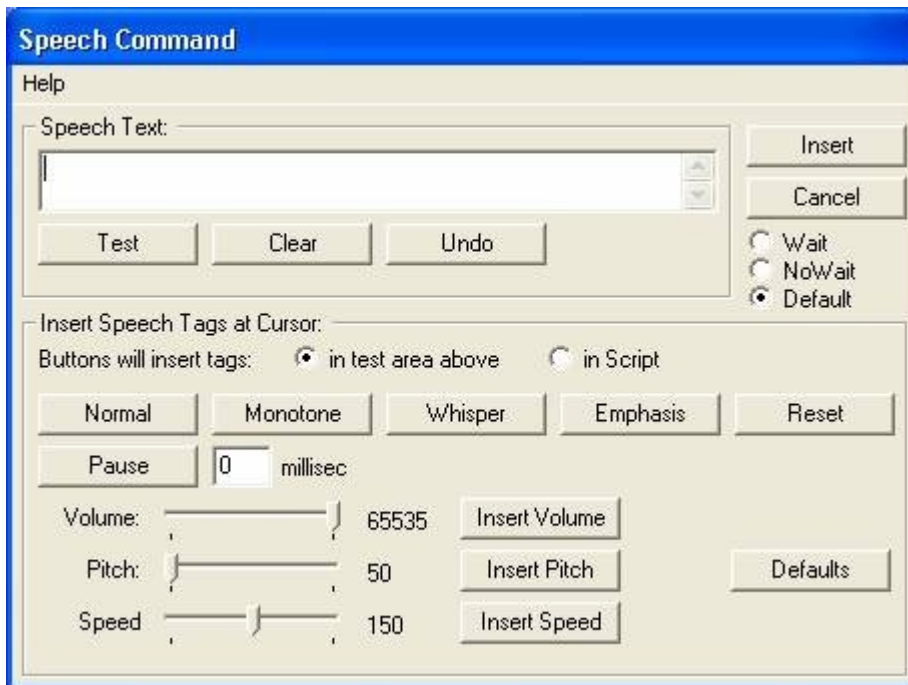 Speech Command
Help
Speech Text:
Insert
Cancel
Test Clear Undo
Wait
NoWait
Default
Insert Speech Tags at Cursor:
Buttons will insert tags: in test area above in Script
Normal Monotone Whisper Emphasis Reset
Pause 0 millisec
Volume: 65535 Insert Volume
Pitch: 50 Insert Pitch Defaults
Speed 150 Insert Speed